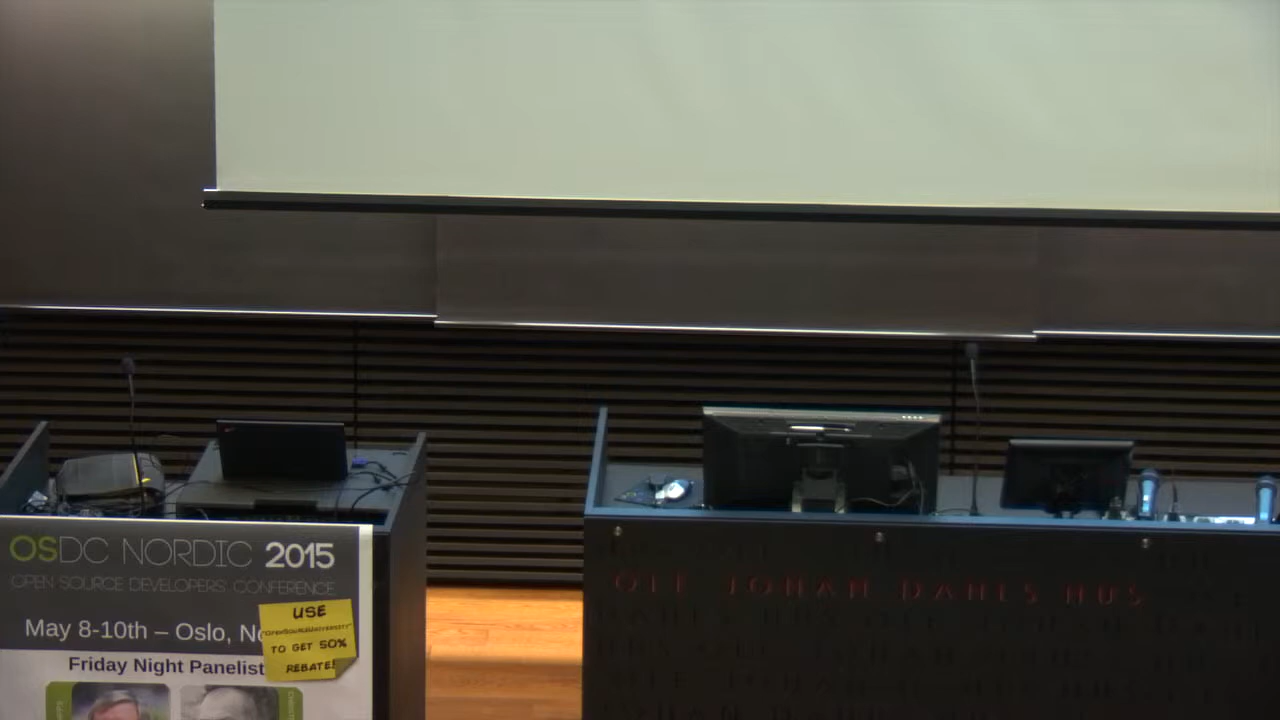 OSDC NORDIC 2015
OPEN SOURCE DEVELOPERS' CONFERENCE
May 8-10th – Oslo, No
Friday Night Panelist
USE
"OPENSOURCEUNIVERSITY"
TO GET 50%
REBATE!
OLE JOHAN DAHLS HUS